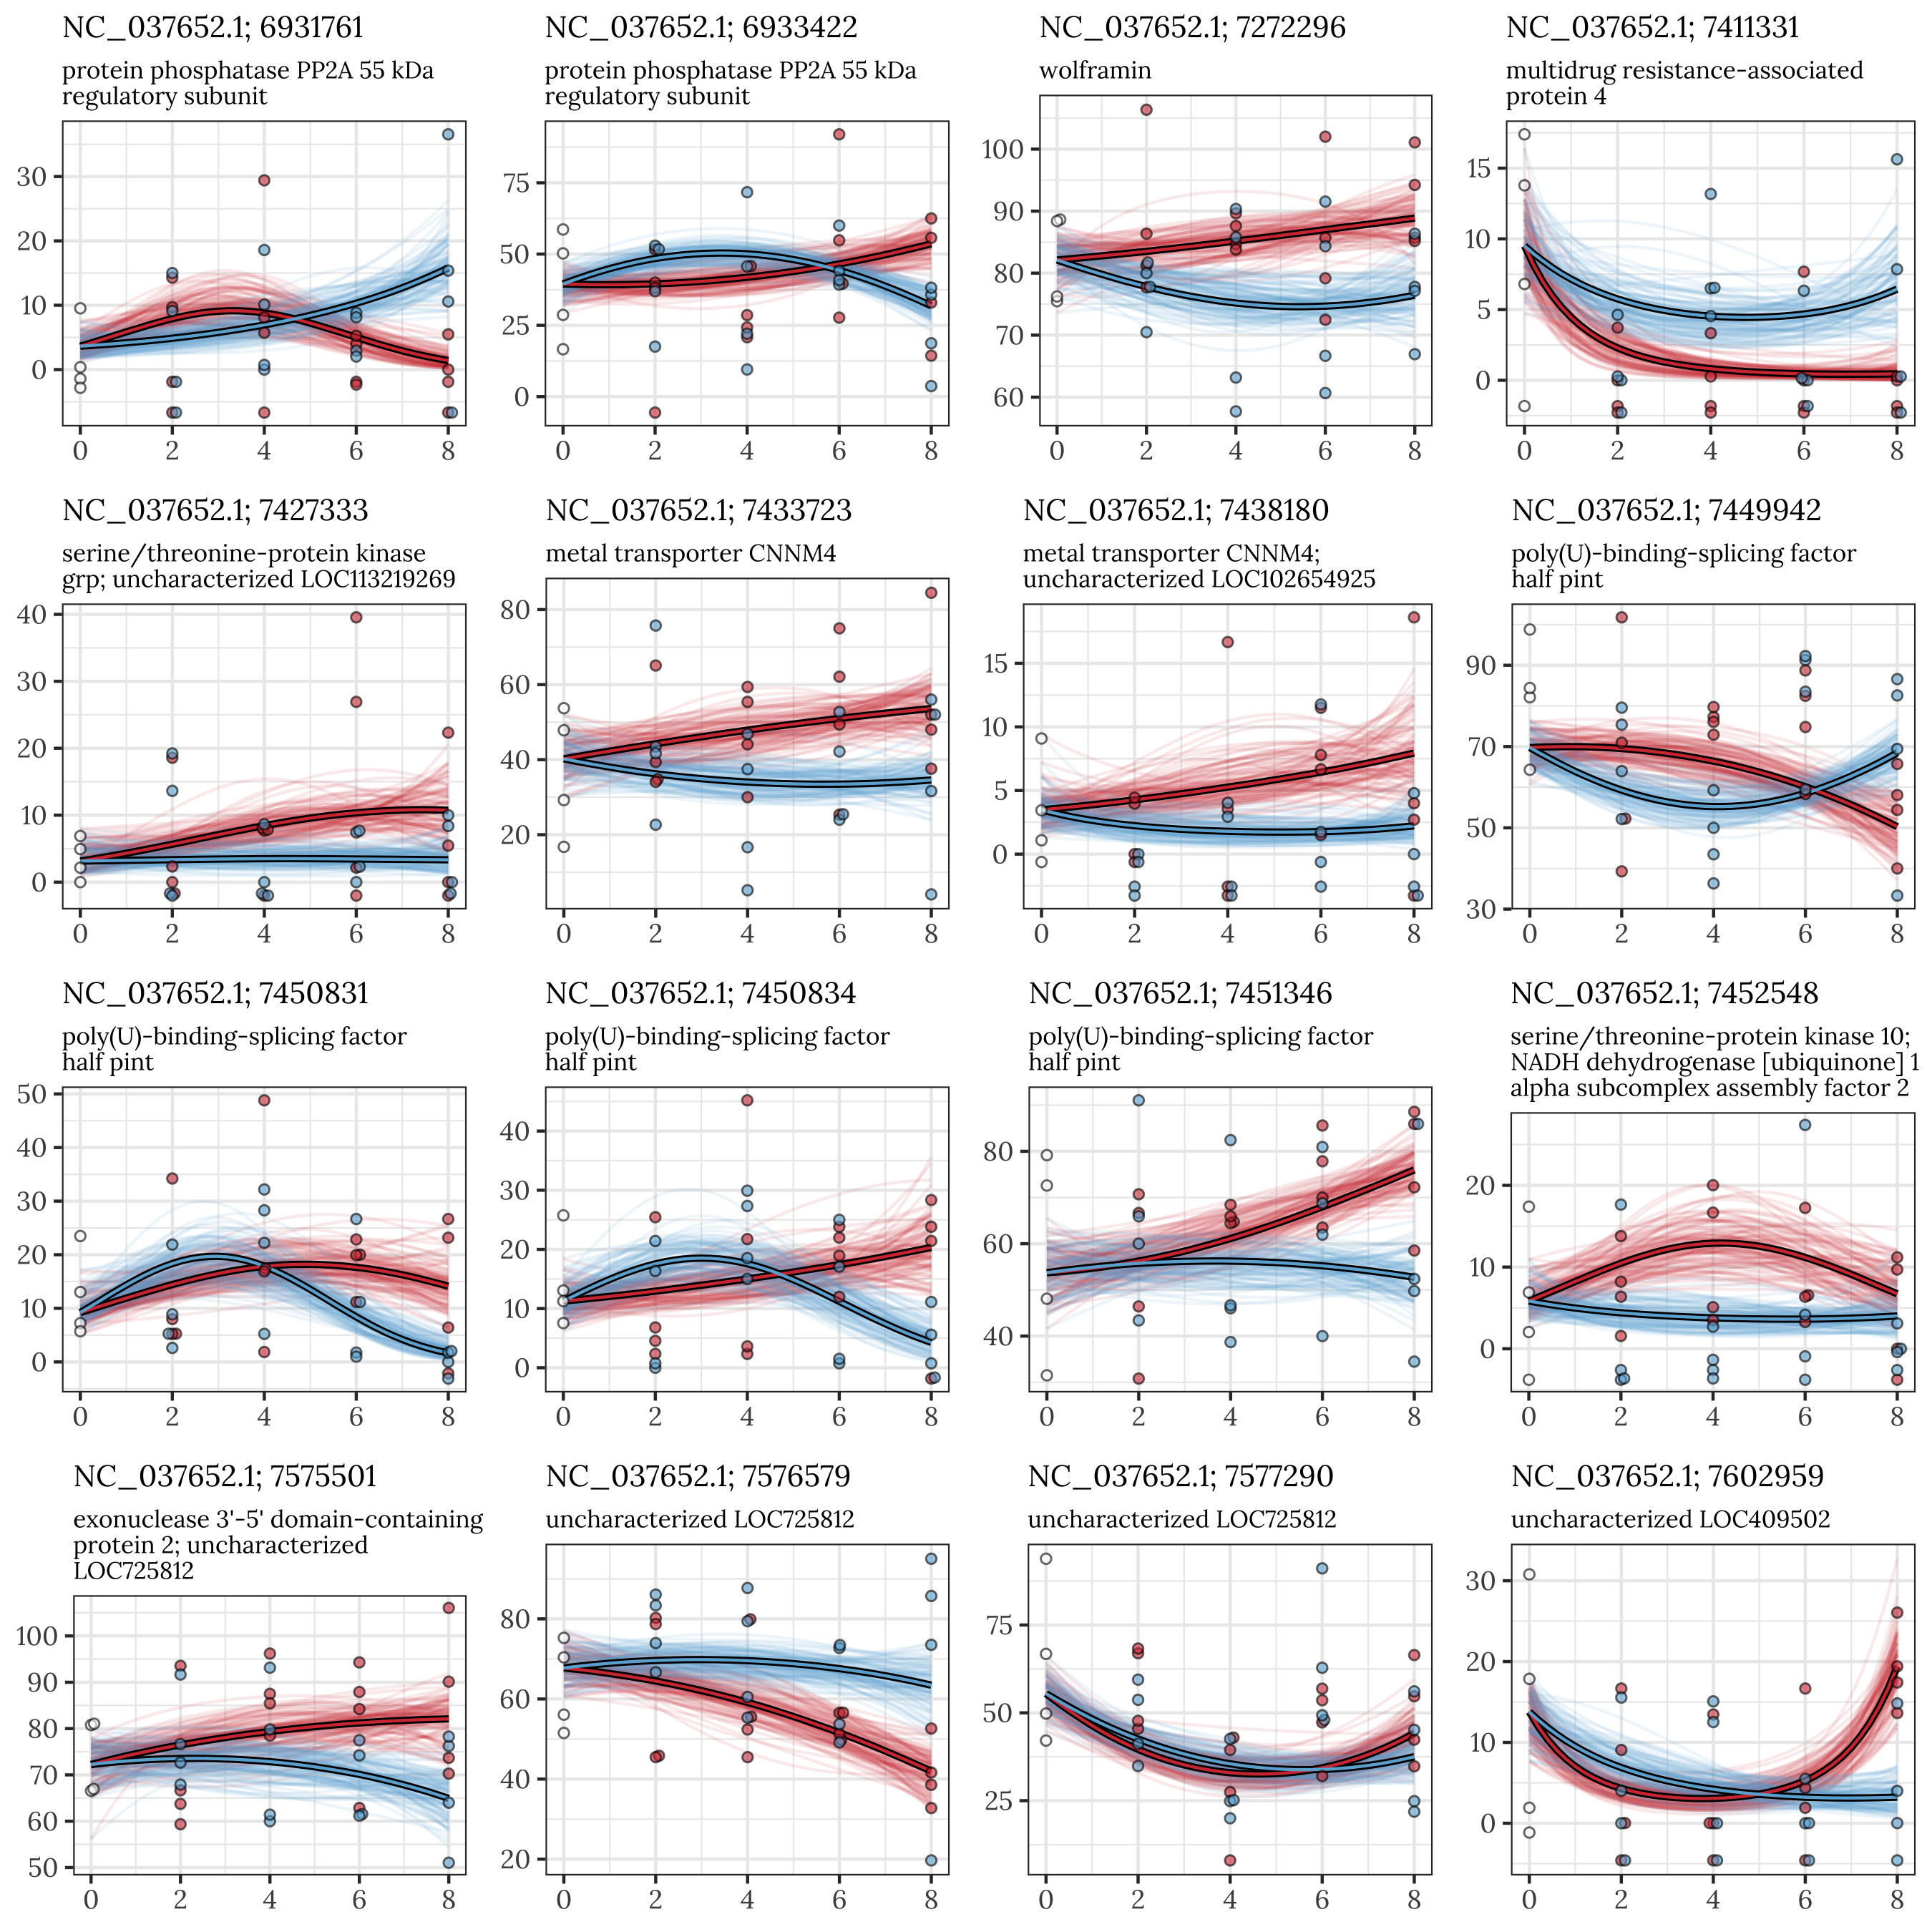 NC_037652.1; 6931761
protein phosphatase PP2A 55 kDa
regulatory subunit
30
20
10
0
0 2 4 6 8
NC_037652.1; 6933422
protein phosphatase PP2A 55 kDa
regulatory subunit
75
50
25
0
0 2 4 6 8
NC_037652.1; 7272296
wolframin
100
90
80
70
60
0 2 4 6 8
NC_037652.1; 7411331
multidrug resistance-associated
protein 4
15
10
5
0
0 2 4 6 8
NC_037652.1; 7427333
serine/threonine-protein kinase
grp; uncharacterized LOC113219269
40
30
20
10
0
0 2 4 6 8
NC_037652.1; 7433723
metal transporter CNNM4
80
60
40
20
0 2 4 6 8
NC_037652.1; 7438180
metal transporter CNNM4;
uncharacterized LOC102654925
15
10
5
0
0 2 4 6 8
NC_037652.1; 7449942
poly(U)-binding-splicing factor
half pint
90
70
50
30
0 2 4 6 8
NC_037652.1; 7450831
poly(U)-binding-splicing factor
half pint
50
40
30
20
10
0
0 2 4 6 8
NC_037652.1; 7450834
poly(U)-binding-splicing factor
half pint
40
30
20
10
0
0 2 4 6 8
NC_037652.1; 7451346
poly(U)-binding-splicing factor
half pint
80
60
40
0 2 4 6 8
NC_037652.1; 7452548
serine/threonine-protein kinase 10;
NADH dehydrogenase [ubiquinone] 1
alpha subcomplex assembly factor 2
20
10
0
0 2 4 6 8
NC_037652.1; 7575501
exonuclease 3'-5' domain-containing
protein 2; uncharacterized
LOC725812
100
90
80
70
60
50
0 2 4 6 8
NC_037652.1; 7576579
uncharacterized LOC725812
80
60
40
20
0 2 4 6 8
NC_037652.1; 7577290
uncharacterized LOC725812
75
50
25
0 2 4 6 8
NC_037652.1; 7602959
uncharacterized LOC409502
30
20
10
0
0 2 4 6 8